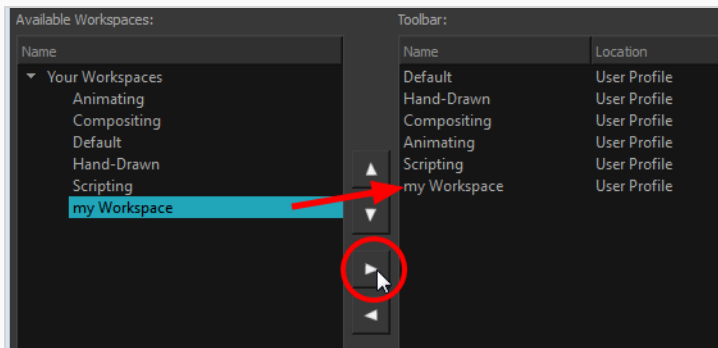 Available Workspaces:
Name
Your Workspaces
Animating
Compositing
Default
Hand-Drawn
Scripting
my Workspace
Toolbar:
Name Location
Default User Profile
Hand-Drawn User Profile
Compositing User Profile
Animating User Profile
Scripting User Profile
my Workspace User Profile